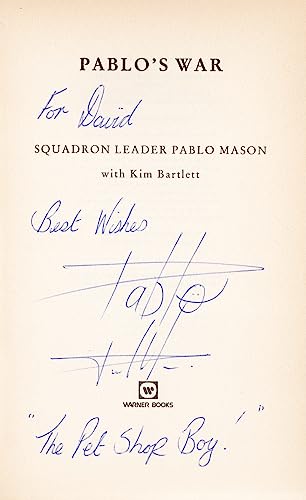 PABLO'S WAR
For David
SQUADRON LEADER PABLO MASON
with Kim Bartlett
Best Wishes
Pablo
WARNER BOOKS
"The Pet Shop Boy!"